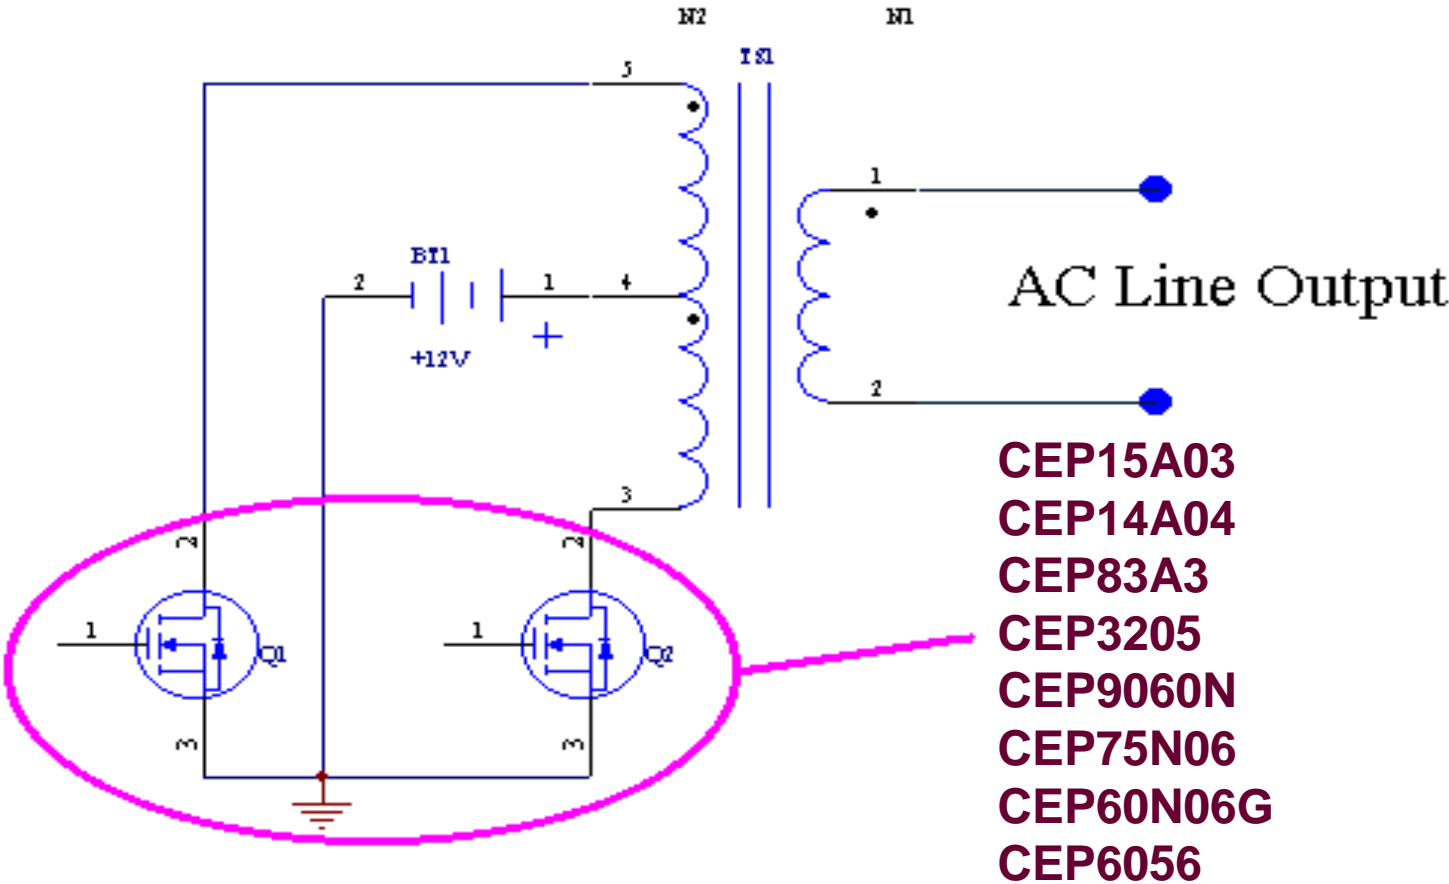 N2 N1
TS1
5
1
BT1
2 1 4
+
+12V
AC Line Output
2
3
2 2
1 Q1 1 Q2
3 3
CEP15A03
CEP14A04
CEP83A3
CEP3205
CEP9060N
CEP75N06
CEP60N06G
CEP6056